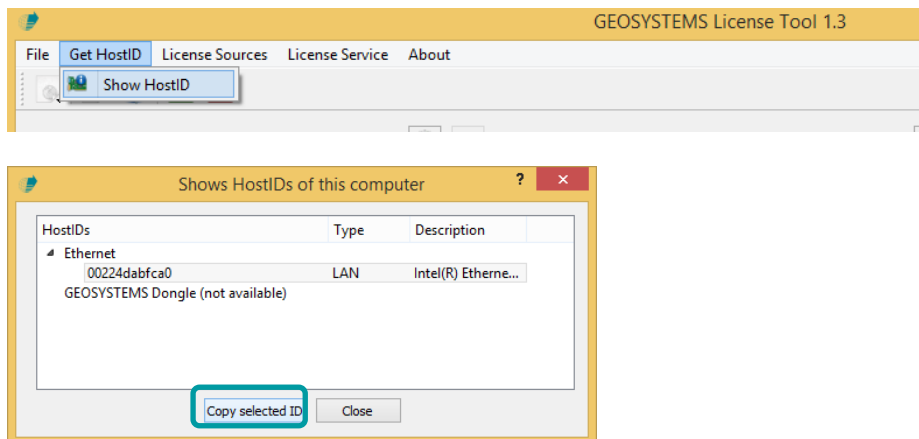 GEOSYSTEMS License Tool 1.3
File Get HostID License Sources License Service About
Show HostID
Shows HostIDs of this computer ? ×
HostIDs Type Description
Ethernet
00224dabfca0 LAN Intel(R) Etherne...
GEOSYSTEMS Dongle (not available)
Copy selected ID Close